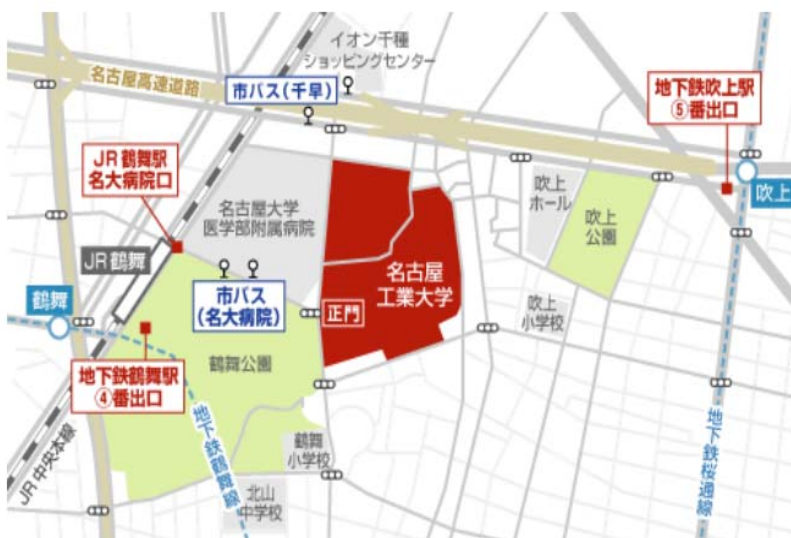 イオン千種
ショッピングセンター
名古屋高速道路
市バス(千早)
地下鉄吹上駅
⑤番出口
JR鶴舞駅
名大病院口
名古屋大学
医学部附属病院
吹上
ホール
吹上
公園
吹上
JR鶴舞
名古屋
工業大学
市バス
(名大病院)
正門
鶴舞
吹上
小学校
鶴舞公園
地下鉄鶴舞駅
④番出口
地下鉄鶴舞線
地下鉄桜通線
JR中央本線
鶴舞
小学校
北山
中学校